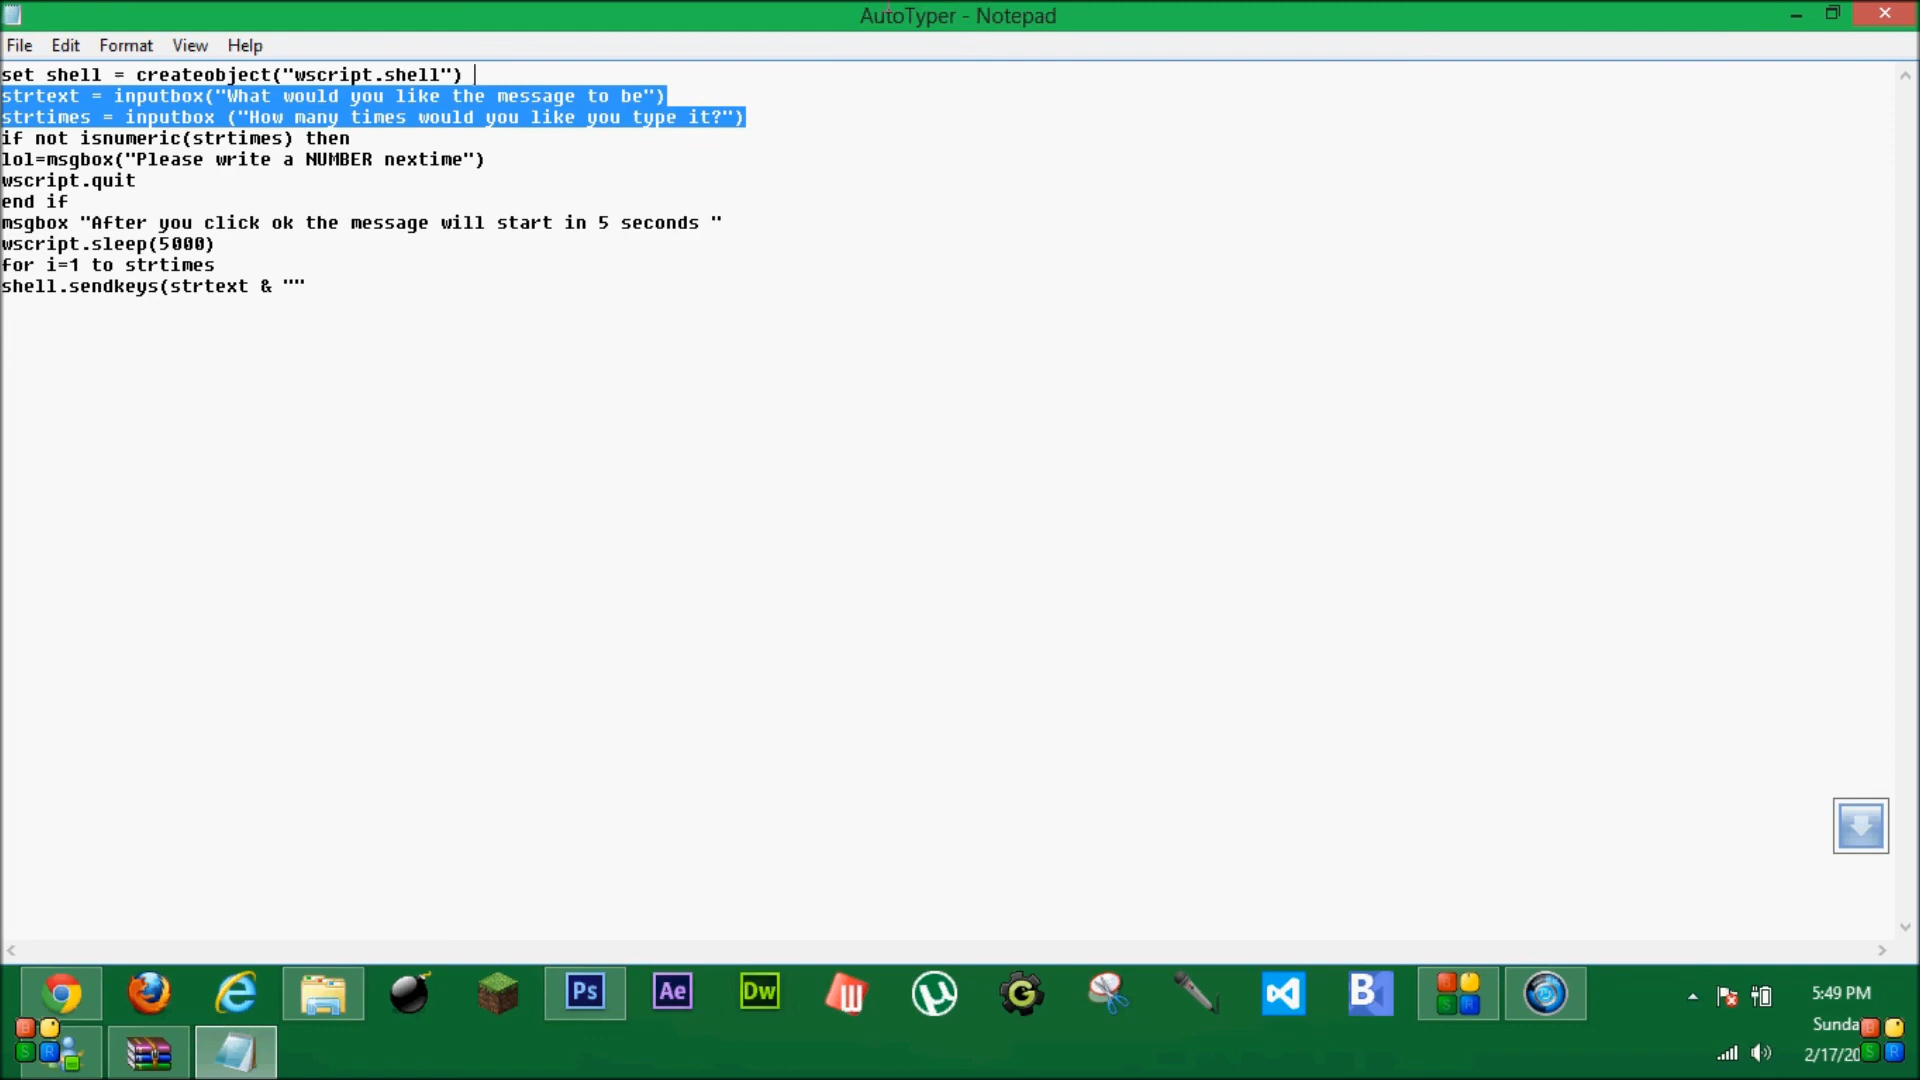 AutoTyper - Notepad
File Edit Format View Help
set shell = createobject("wscript.shell")
strtext = inputbox("What would you like the message to be")
strtimes = inputbox ("How many times would you like you type it?")
if not isnumeric(strtimes) then
lol=msgbox("Please write a NUMBER nextime")
wscript.quit
end if
msgbox "After you click ok the message will start in 5 seconds "
wscript.sleep(5000)
for i=1 to strtimes
shell.sendkeys(strtext & ""
Ps Ae Dw G B B S R
5:49 PM
Sunda
2/17/20
B S R
B S R